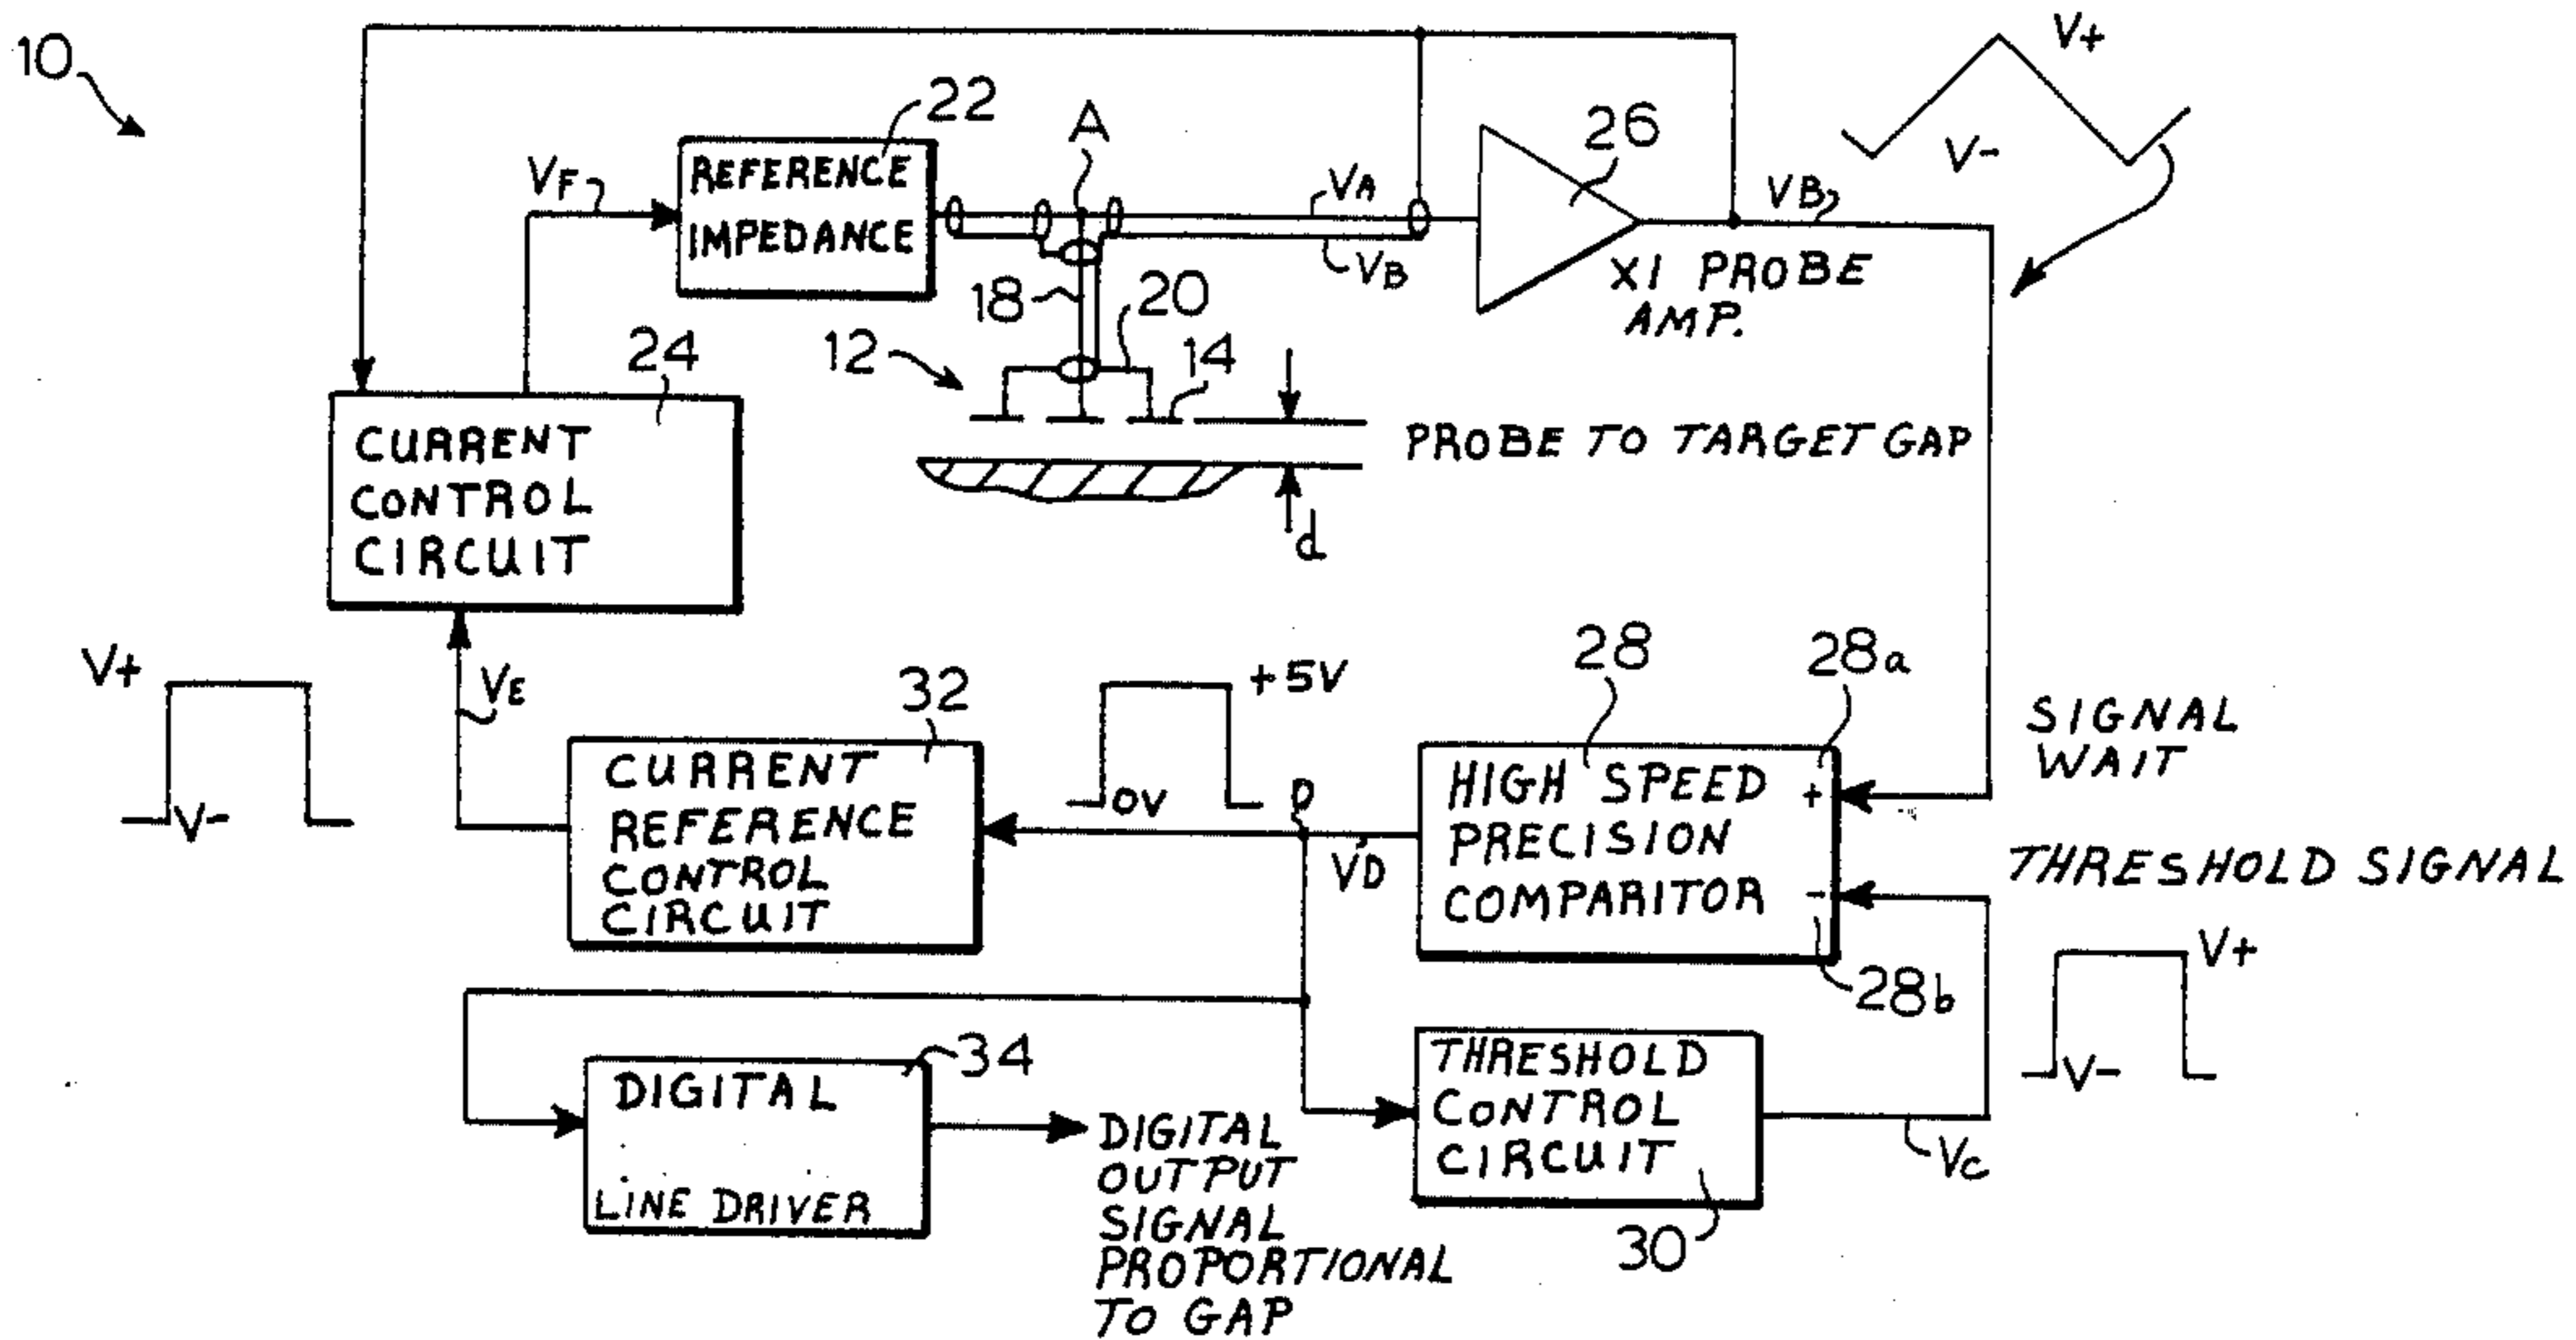 10
V+
V-
22
A
26
REFERENCE
IMPEDANCE
VF
VA
VB
VB
X1 PROBE
AMP.
18
20
12
14
24
PROBE TO TARGET GAP
d
CURRENT
CONTROL
CIRCUIT
V+
V-
VE
32
+5V
0V
D
VD
28
28a
SIGNAL
WAIT
CURRENT
REFERENCE
CONTROL
CIRCUIT
HIGH SPEED +
PRECISION
COMPARITOR -
THRESHOLD SIGNAL
28b
V+
V-
34
DIGITAL
LINE DRIVER
DIGITAL
OUTPUT
SIGNAL
PROPORTIONAL
TO GAP
THRESHOLD
CONTROL
CIRCUIT
30
VC